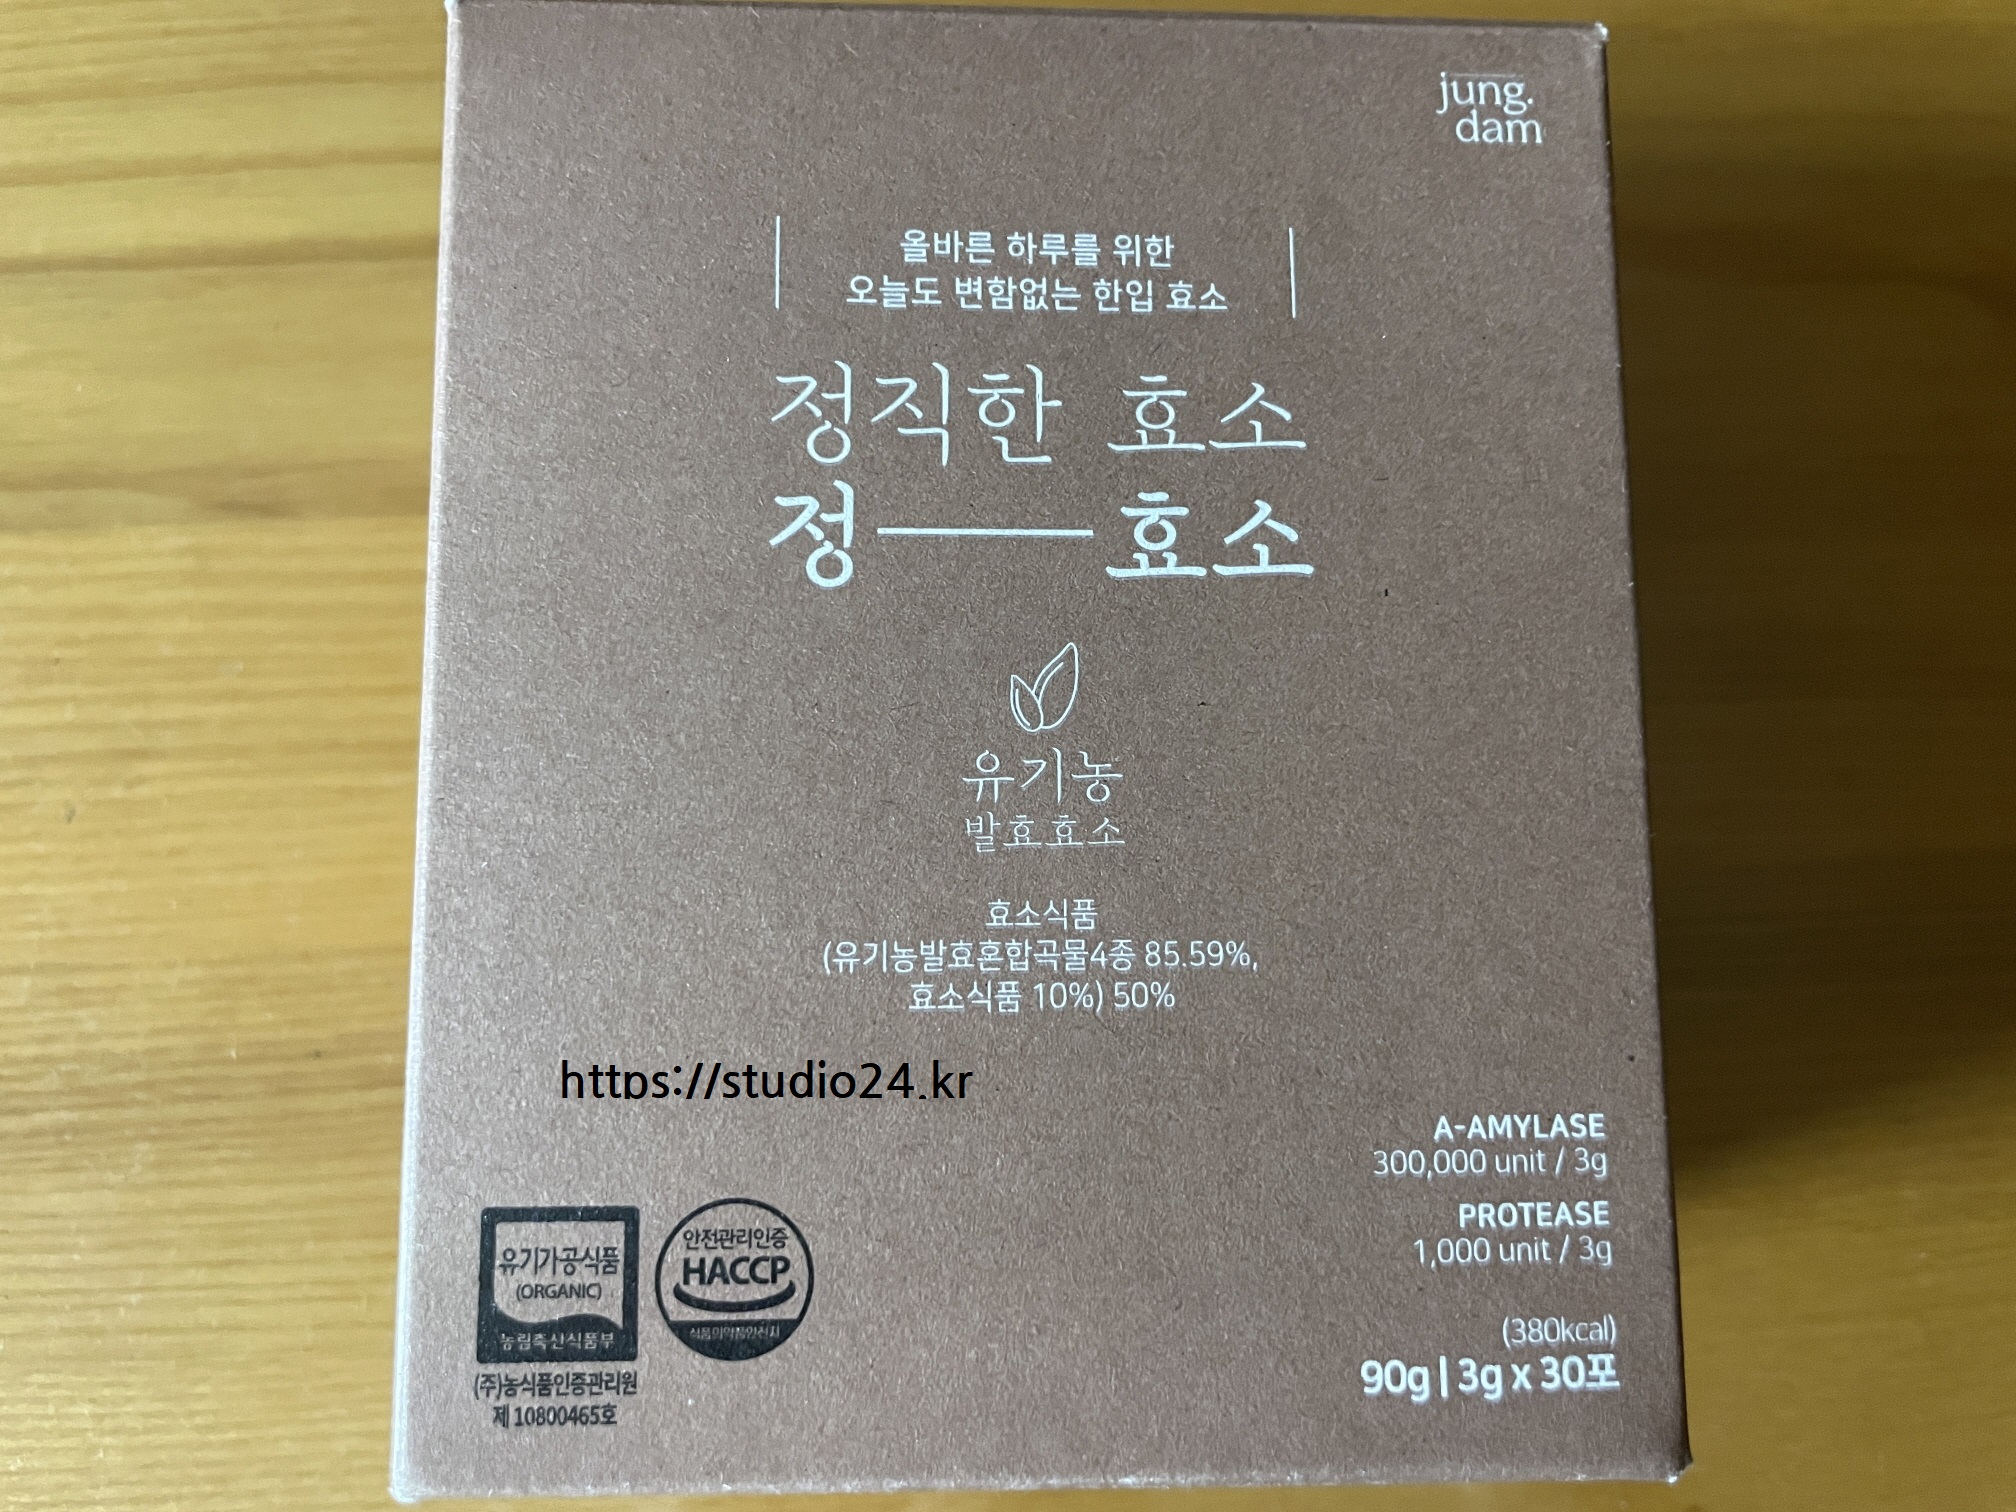 jung.
dam
올바른 하루를 위한
오늘도 변함없는 한입 효소
정직한 효소
정──효소
유기농
발효효소
효소식품
(유기농발효혼합곡물4종 85.59%,
효소식품 10%) 50%
https://studio24.kr
A-AMYLASE
300,000 unit / 3g
PROTEASE
1,000 unit / 3g
(380kcal)
90g | 3g x 30포
유기가공식품
(ORGANIC)
농림축산식품부
(주)농식품인증관리원
제 10800465호
안전관리인증
HACCP
식품의약품안전처